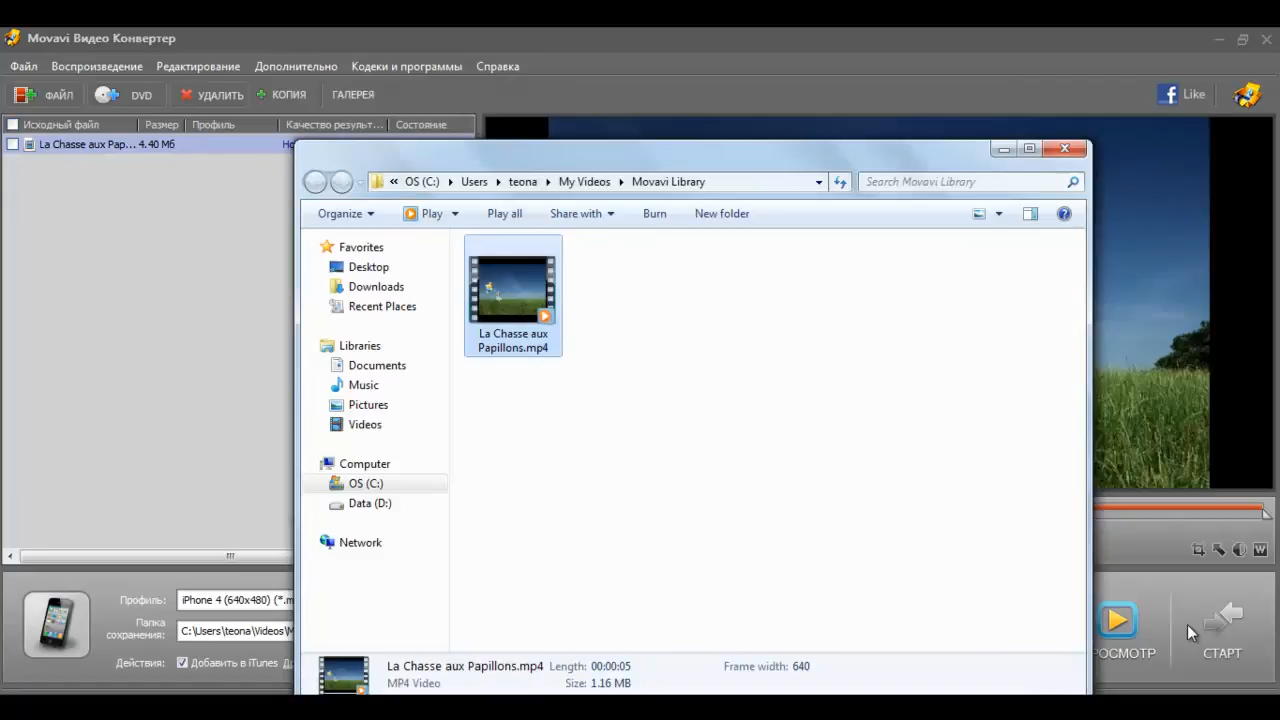 Movavi Видео Конвертер
Файл Воспроизведение Редактирование Дополнительно Кодеки и программы Справка
ФАЙЛ DVD УДАЛИТЬ КОПИЯ ГАЛЕРЕЯ Like
Исходный файл Размер Профиль Качество результ... Состояние
La Chasse aux Pap... 4.40 Мб
OS (C:) Users teona My Videos Movavi Library Search Movavi Library
Organize Play Play all Share with Burn New folder
Favorites
Desktop
Downloads
Recent Places
Libraries
Documents
Music
Pictures
Videos
Computer
OS (C:)
Data (D:)
Network
La Chasse aux
Papillons.mp4
Профиль: iPhone 4 (640x480) (*.m
Папка
сохранения: C:\Users\teona\Videos\M
Действия: Добавить в iTunes
РОСМОТР СТАРТ
La Chasse aux Papillons.mp4 Length: 00:00:05 Frame width: 640
MP4 Video Size: 1.16 MB